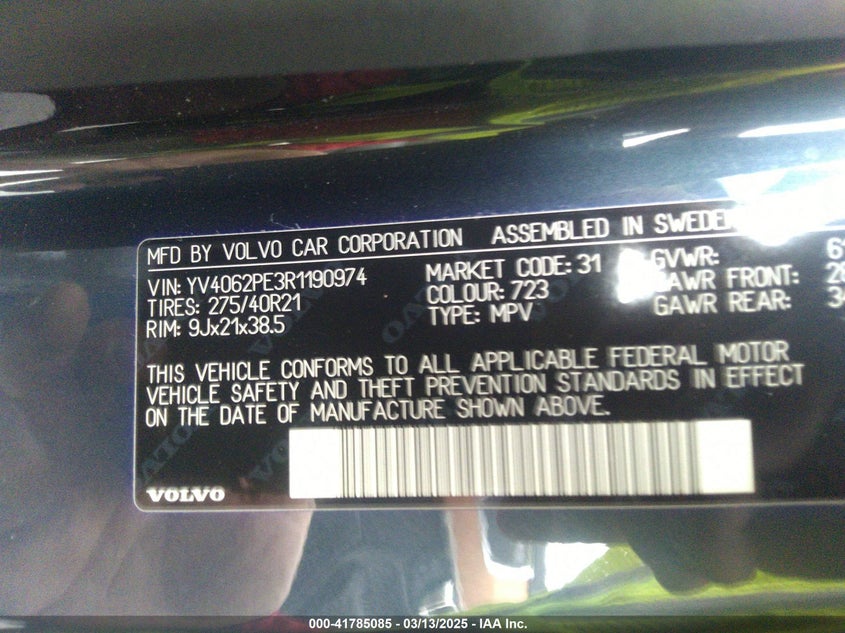 MFD BY VOLVO CAR CORPORATION ASSEMBLED IN SWEDEN
VIN: YV4062PE3R1190974 MARKET CODE: 31 GVWR: 61
TIRES: 275/40R21 COLOUR: 723 GAWR FRONT: 28
RIM: 9Jx21x38.5 TYPE: MPV GAWR REAR: 34
THIS VEHICLE CONFORMS TO ALL APPLICABLE FEDERAL MOTOR
VEHICLE SAFETY AND THEFT PREVENTION STANDARDS IN EFFECT
ON THE DATE OF MANUFACTURE SHOWN ABOVE.
VOLVO
000-41785085 - 03/13/2025 - IAA Inc.